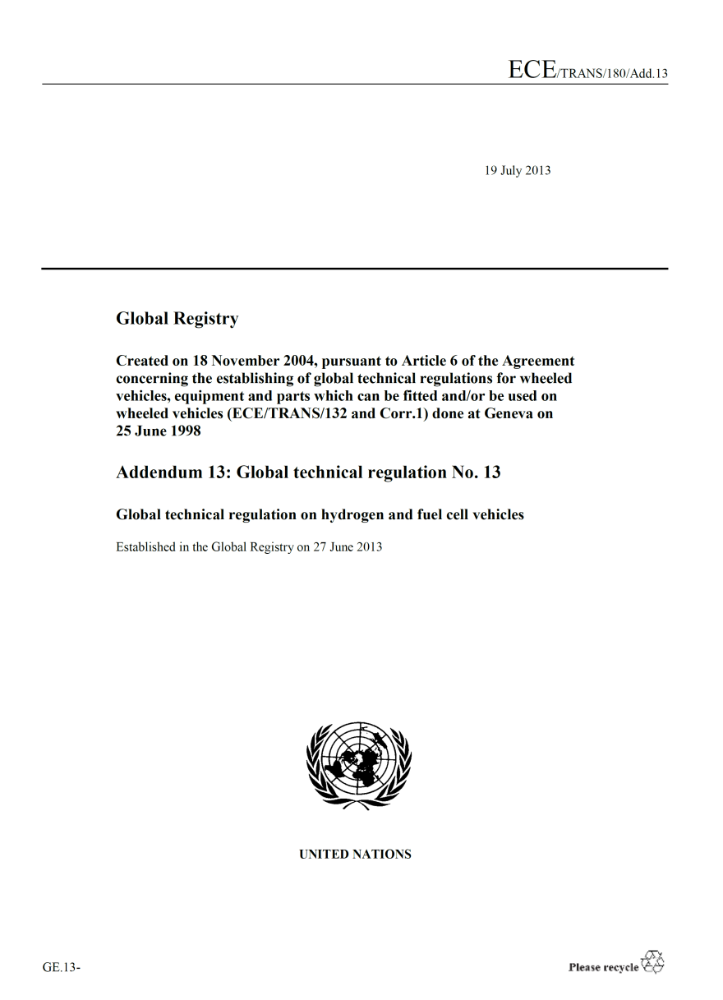 ECE/TRANS/180/Add.13
19 July 2013
Global Registry
Created on 18 November 2004, pursuant to Article 6 of the Agreement
concerning the establishing of global technical regulations for wheeled
vehicles, equipment and parts which can be fitted and/or be used on
wheeled vehicles (ECE/TRANS/132 and Corr.1) done at Geneva on
25 June 1998
Addendum 13: Global technical regulation No. 13
Global technical regulation on hydrogen and fuel cell vehicles
Established in the Global Registry on 27 June 2013
UNITED NATIONS
GE.13-
Please recycle